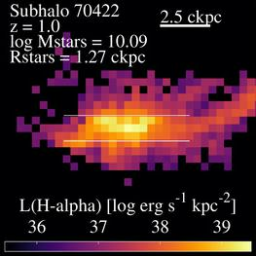 Subhalo 70422
2.5 ckpc
z = 1.0
log Mstars = 10.09
Rstars = 1.27 ckpc
L(H-alpha) [log erg s⁻¹ kpc⁻²]
36 37 38 39